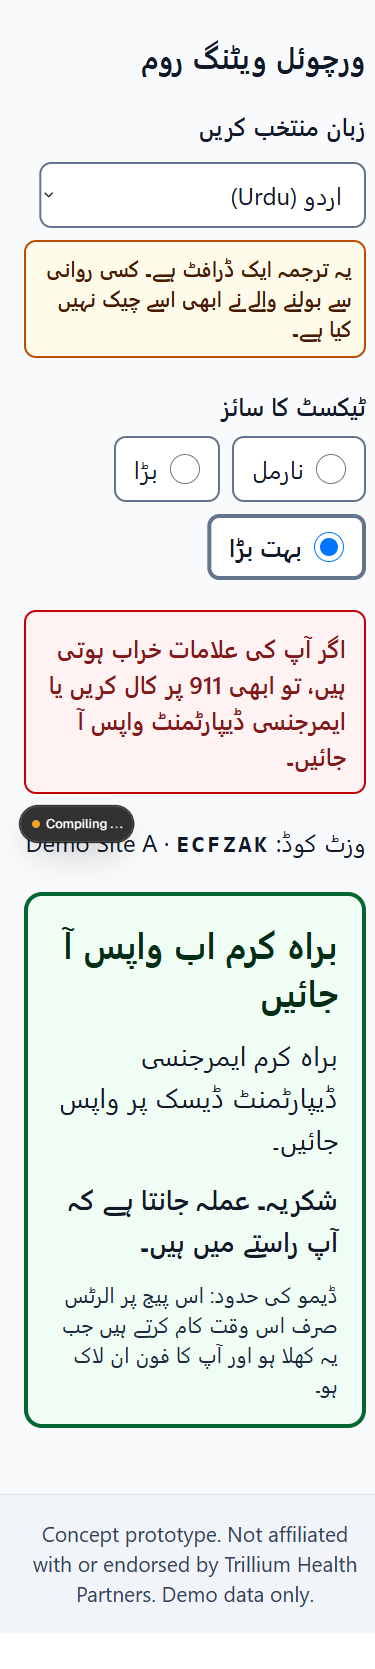 ورچوئل ویٹنگ روم
زبان منتخب کریں
اردو (Urdu)
یہ ترجمہ ایک ڈرافٹ ہے۔ کسی روانی
سے بولنے والے نے ابھی اسے چیک نہیں
کیا ہے۔
ٹیکسٹ کا سائز
نارمل
بڑا
بہت بڑا
اگر آپ کی علامات خراب ہوتی
ہیں، تو ابھی 911 پر کال کریں یا
ایمرجنسی ڈیپارٹمنٹ واپس آ
جائیں۔
Compiling ...
وزٹ کوڈ: ECFZAK · Demo Site A
براہ کرم اب واپس آ
جائیں
براہ کرم ایمرجنسی
ڈیپارٹمنٹ ڈیسک پر واپس
جائیں۔
شکریہ۔ عملہ جانتا ہے کہ
آپ راستے میں ہیں۔
ڈیمو کی حدود: اس پیج پر الرٹس
صرف اس وقت کام کرتے ہیں جب
یہ کھلا ہو اور آپ کا فون ان لاک
ہو۔
Concept prototype. Not affiliated
with or endorsed by Trillium Health
Partners. Demo data only.